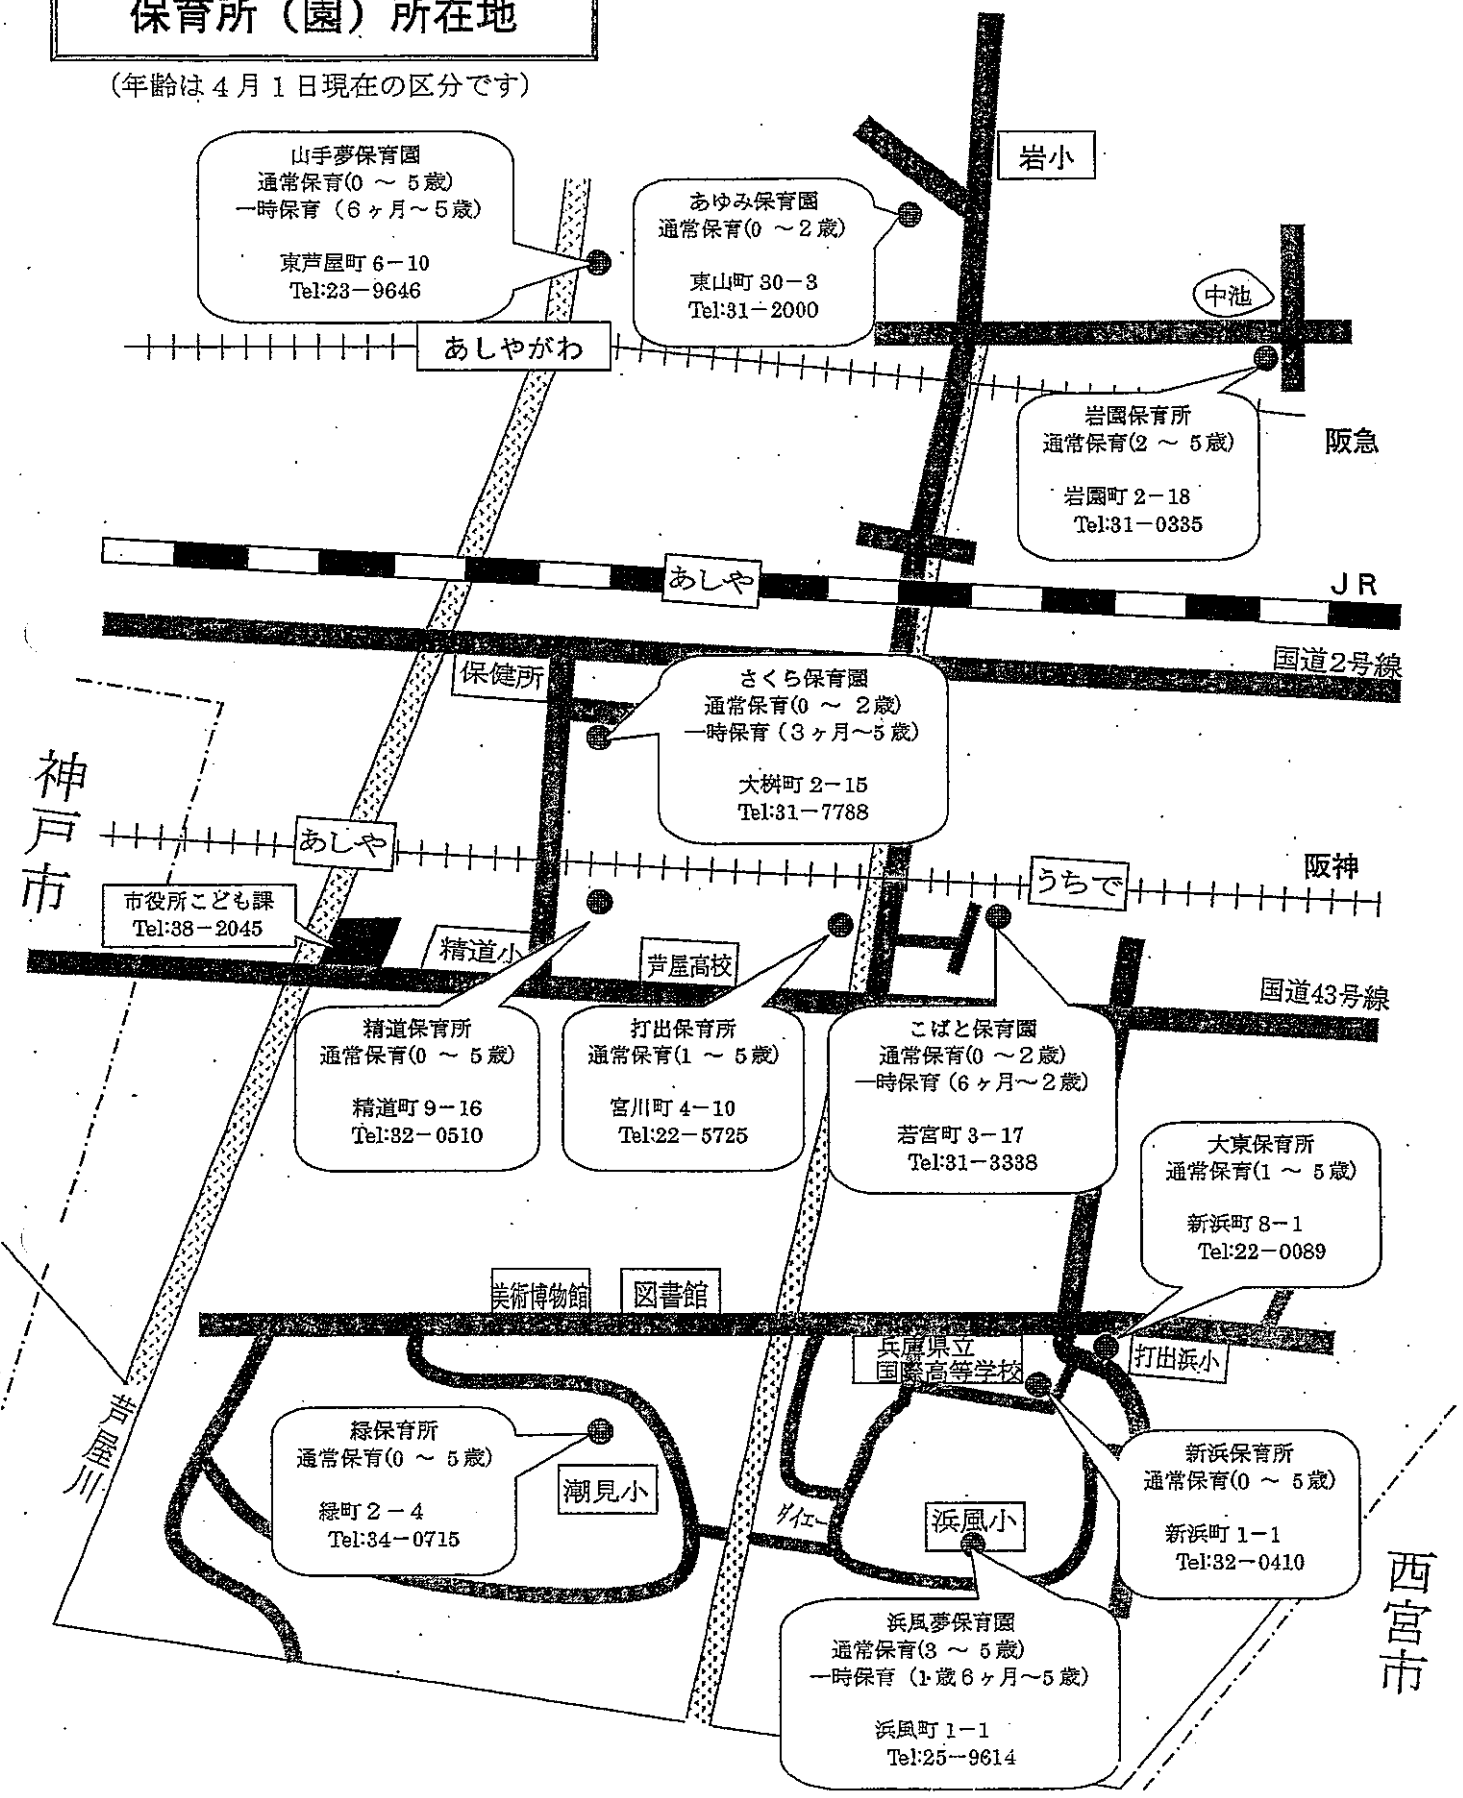 保育所（園）所在地
（年齢は４月１日現在の区分です）
岩小
山手夢保育園
通常保育(0 ～ 5歳)
一時保育（6ヶ月～5歳）
東芦屋町 6－10
Tel:23－9646
あゆみ保育園
通常保育(0 ～2歳)
東山町 30－3
Tel:31－2000
中池
あしやがわ
岩園保育所
通常保育(2 ～ 5歳)
岩園町 2－18
Tel:31－0335
阪急
あしや
ＪＲ
国道2号線
保健所
さくら保育園
通常保育(0 ～ 2歳)
一時保育（3ヶ月～5歳）
大桝町 2－15
Tel:31－7788
神戸市
あしや
うちで
阪神
市役所こども課
Tel:38－2045
精道小
芦屋高校
国道43号線
精道保育所
通常保育(0 ～ 5歳)
精道町 9－16
Tel:32－0510
打出保育所
通常保育(1 ～ 5歳)
宮川町 4－10
Tel:22－5725
こばと保育園
通常保育(0 ～2歳)
一時保育（6ヶ月～2歳）
若宮町 3－17
Tel:31－3338
大東保育所
通常保育(1 ～ 5歳)
新浜町 8－1
Tel:22－0089
美術博物館
図書館
兵庫県立
国際高等学校
打出浜小
芦屋川
緑保育所
通常保育(0 ～ 5歳)
緑町 2－4
Tel:34－0715
潮見小
ダイエー
浜風小
新浜保育所
通常保育(0 ～ 5歳)
新浜町 1－1
Tel:32－0410
西宮市
浜風夢保育園
通常保育(3 ～ 5歳)
一時保育（1歳6ヶ月～5歳）
浜風町 1－1
Tel:25－9614